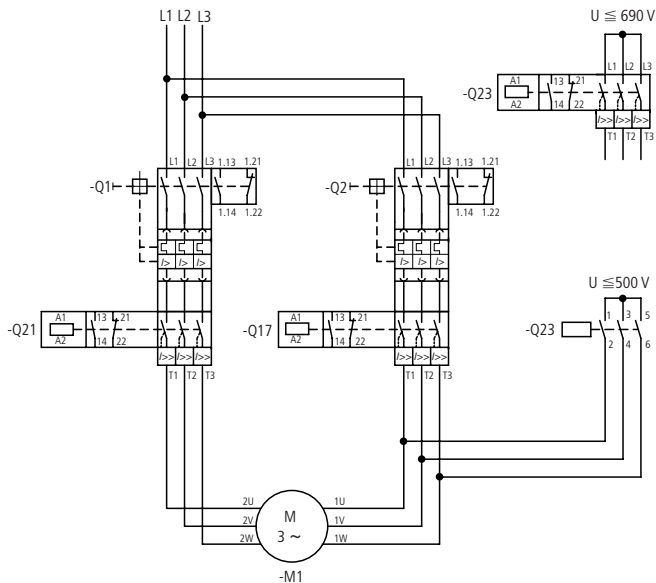 L1 L2 L3
U ≦ 690 V
L1 L2 L3
-Q23
A1
A2
13
14
21
22
I>> I>> I>>
T1 T2 T3
-Q1
L1 L2 L3
1.13
1.21
1.14
1.22
I> I> I>
-Q2
L1 L2 L3
1.13
1.21
1.14
1.22
I> I> I>
-Q21
A1
A2
13
14
21
22
I>> I>> I>>
T1 T2 T3
-Q17
A1
A2
13
14
21
22
I>> I>> I>>
T1 T2 T3
U ≦500 V
-Q23
1 3 5
2 4 6
2U
2V
2W
M
3 ~
1U
1V
1W
-M1